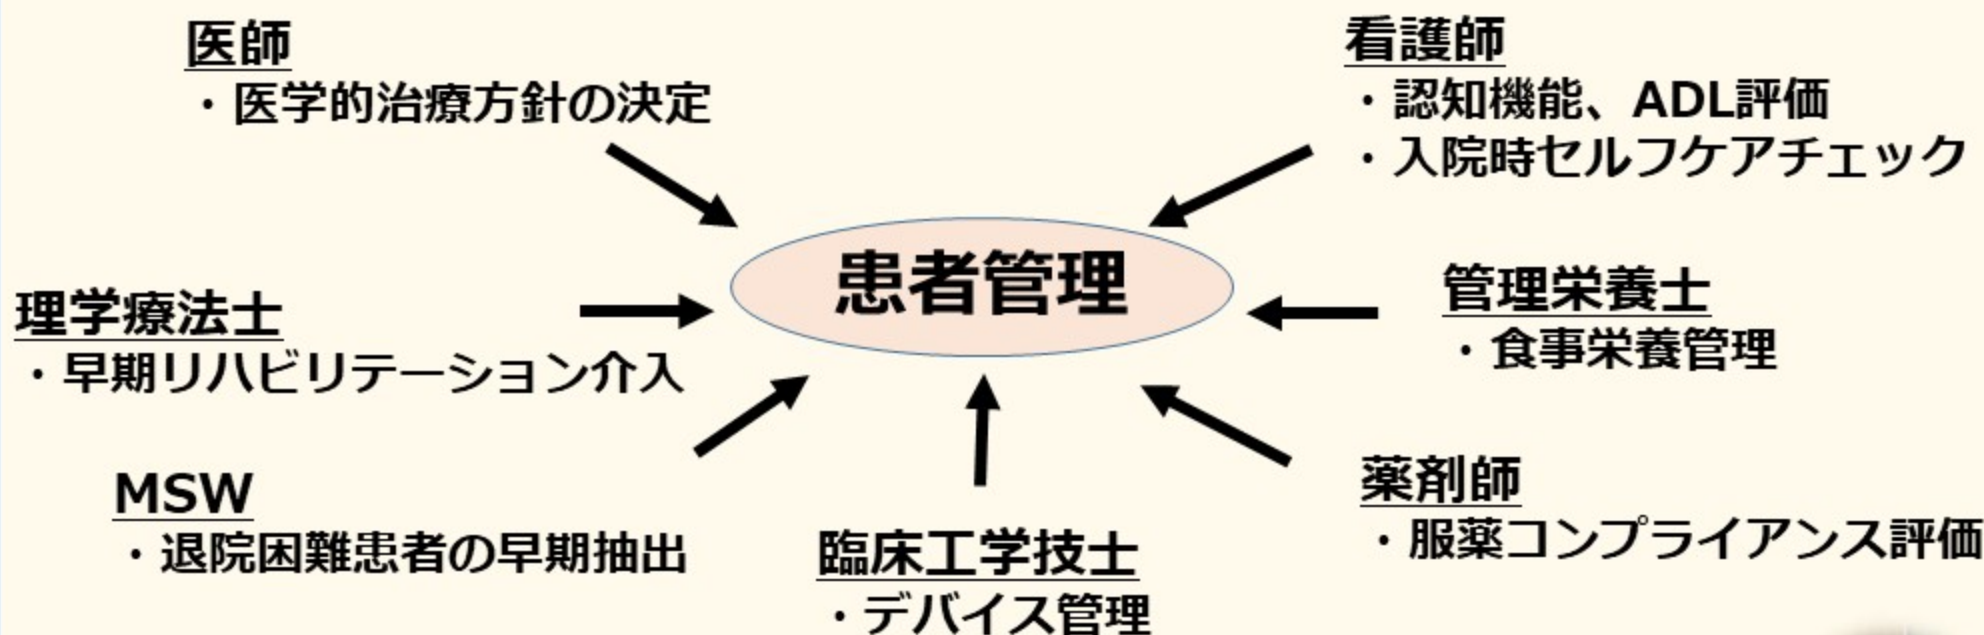 医師
・医学的治療方針の決定
看護師
・認知機能、ADL評価
・入院時セルフケアチェック
患者管理
理学療法士
・早期リハビリテーション介入
管理栄養士
・食事栄養管理
MSW
・退院困難患者の早期抽出
臨床工学技士
・デバイス管理
薬剤師
・服薬コンプライアンス評価